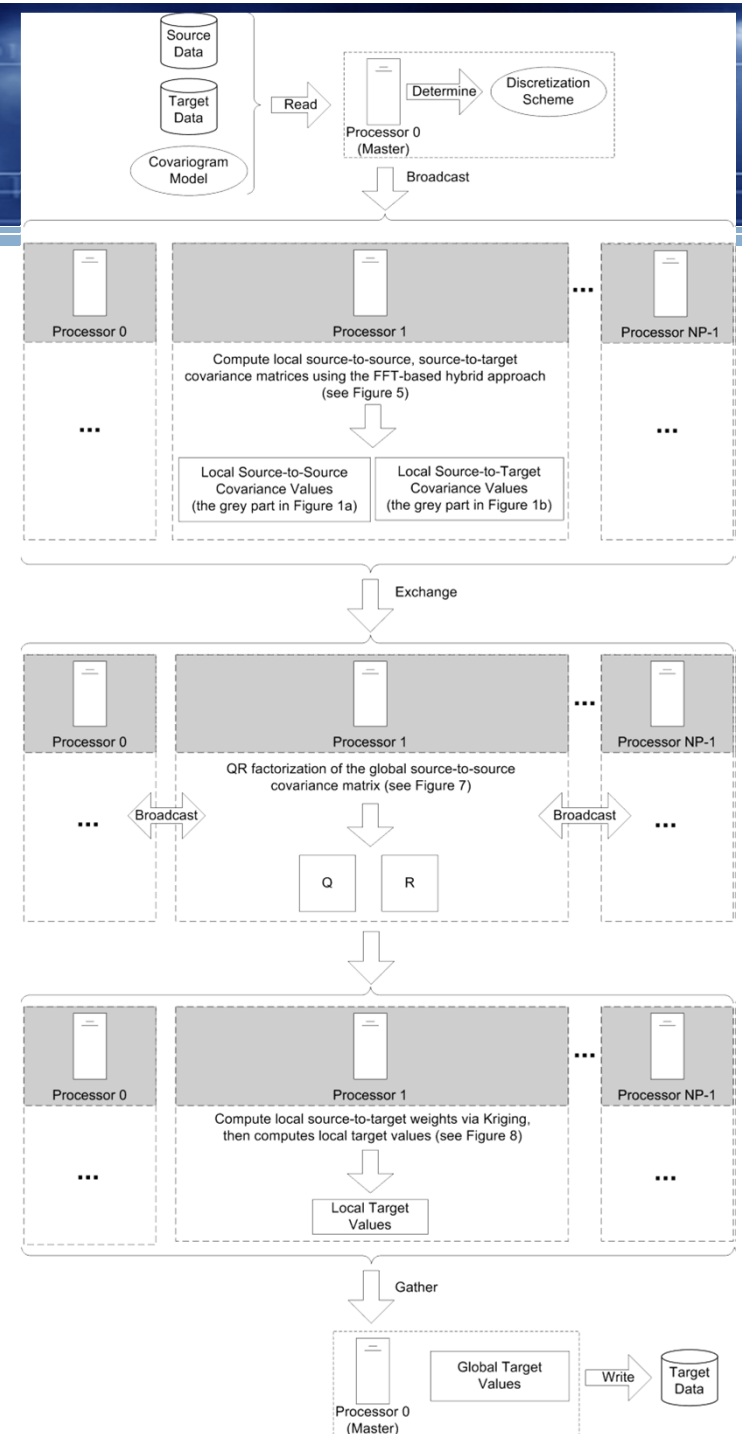 Source
Data
Target
Data
Covariogram
Model
Read
Processor 0
(Master)
Determine
Discretization
Scheme
Broadcast
Processor 0
Processor 1
...
Processor NP-1
...
Compute local source-to-source, source-to-target
covariance matrices using the FFT-based hybrid approach
(see Figure 5)
...
Local Source-to-Source
Covariance Values
(the grey part in Figure 1a)
Local Source-to-Target
Covariance Values
(the grey part in Figure 1b)
Exchange
Processor 0
Processor 1
...
Processor NP-1
QR factorization of the global source-to-source
covariance matrix (see Figure 7)
...
Broadcast
Broadcast
...
Q
R
Processor 0
Processor 1
...
Processor NP-1
Compute local source-to-target weights via Kriging,
then computes local target values (see Figure 8)
...
...
Local Target
Values
Gather
Processor 0
(Master)
Global Target
Values
Write
Target
Data